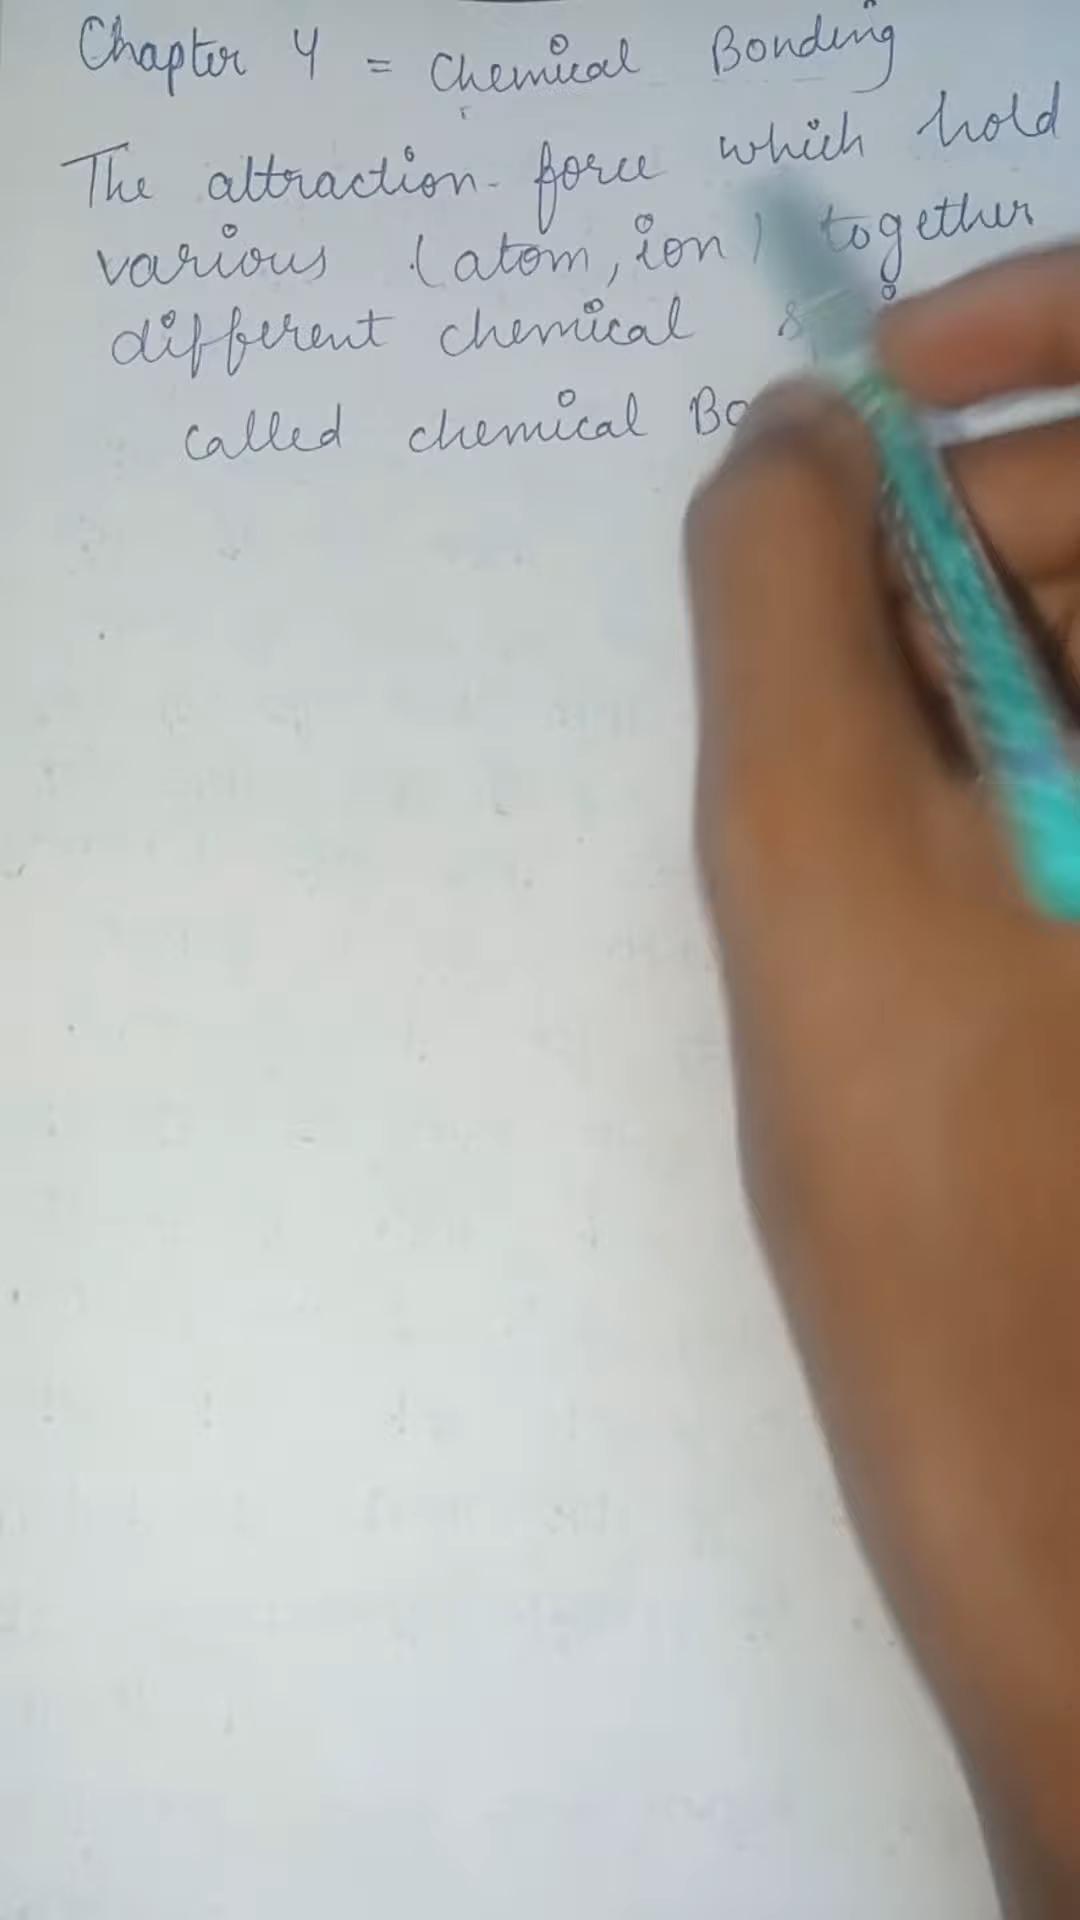 Chapter 4 = Chemical Bonding
The attraction force which hold
various (atom, ion) together
different chemical
called chemical